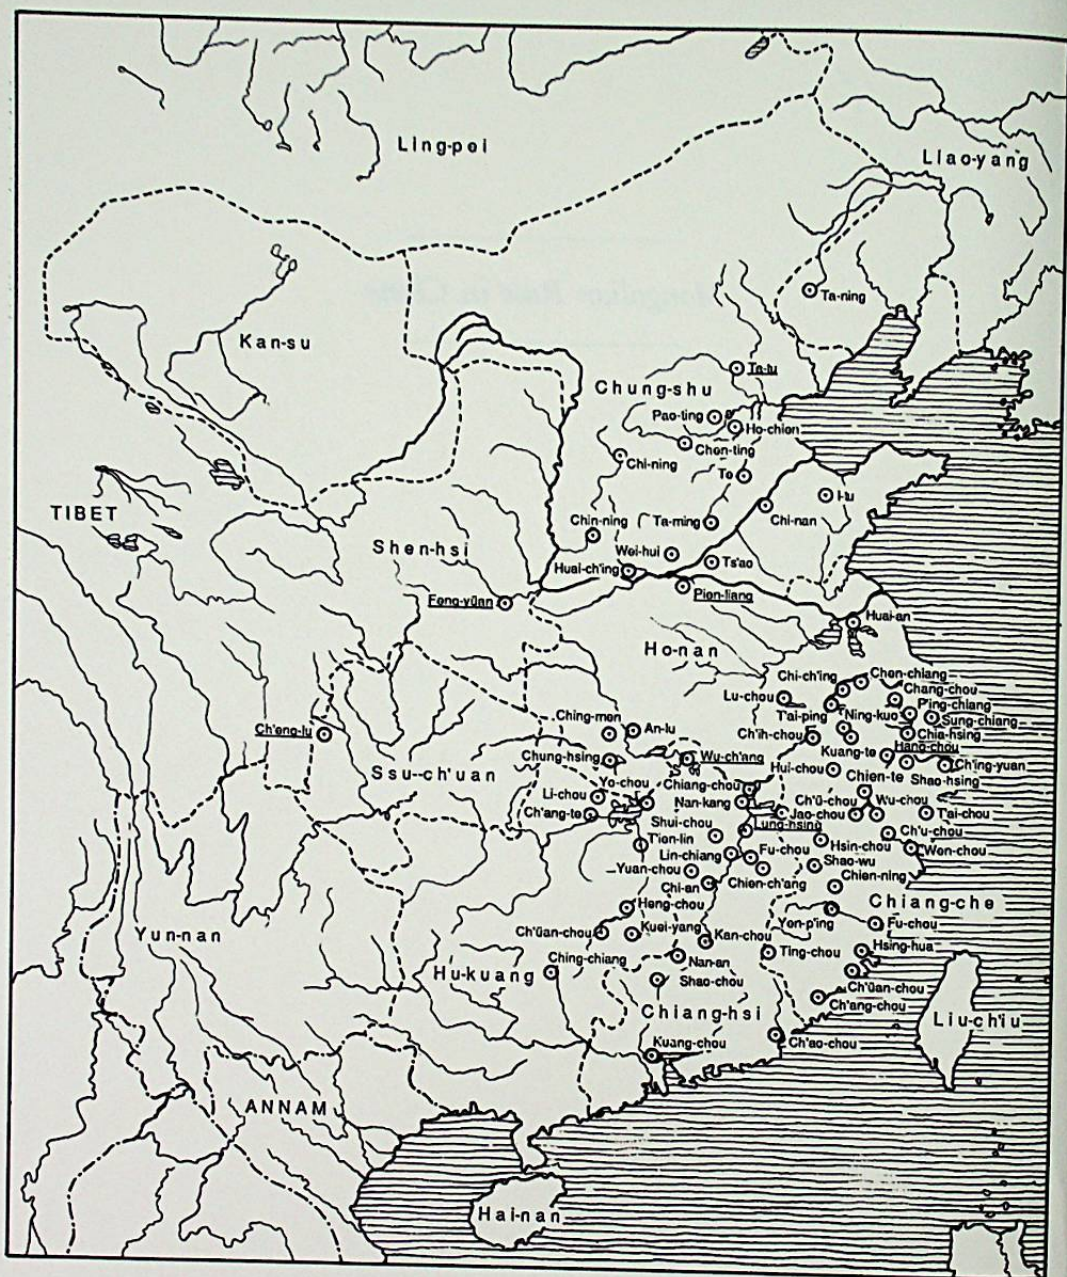 Ling-pei
Liao-yang
Ta-ning
Kan-su
Ta-tu
Chung-shu
Pao-ting
Ho-chien
Chen-ting
Chi-ning
Te
I-tu
TIBET
Chi-nan
Chin-ning
Ta-ming
Shen-hsi
Wei-hui
Ts'ao
Huai-ch'ing
Feng-yüan
Pien-liang
Huai-an
Ho-nan
Chi-ch'ing
Chen-chiang
Chang-chou
Lu-chou
P'ing-chiang
T'ai-ping
Ning-kuo
Sung-chiang
Ching-men
An-lu
Ch'ih-chou
Chia-hsing
Ch'eng-tu
Kuang-te
Hang-chou
Chung-hsing
Wu-ch'ang
Ch'ing-yuan
Hui-chou
Ssu--ch'uan
Chien-te
Shao-hsing
Yo-chou
Chiang-chou
Li-chou
Nan-kang
Ch'ü-chou
Wu-chou
Ch'ang-te
Jao-chou
T'ai-chou
Shui-chou
Lung-hsing
Ch'u-chou
T'ien-lin
Hsin-chou
Lin-chiang
Fu-chou
Wen-chou
Yuan-chou
Shao-wu
Chi-an
Chien-ch'ang
Chien-ning
Heng-chou
Chiang-che
Yen-p'ing
Fu-chou
Yun-nan
Ch'üan-chou
Kuei-yang
Kan-chou
Ting-chou
Hsing-hua
Ching-chiang
Nan-an
Hu-kuang
Shao-chou
Ch'üan-chou
Ch'ang-chou
Chiang-hsi
Liu-ch'iu
Kuang-chou
Ch'ao-chou
ANNAM
Hai-nan